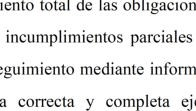 iento total de las obligacion
incumplimientos parciales
eguimiento mediante inform
a correcta y completa eje